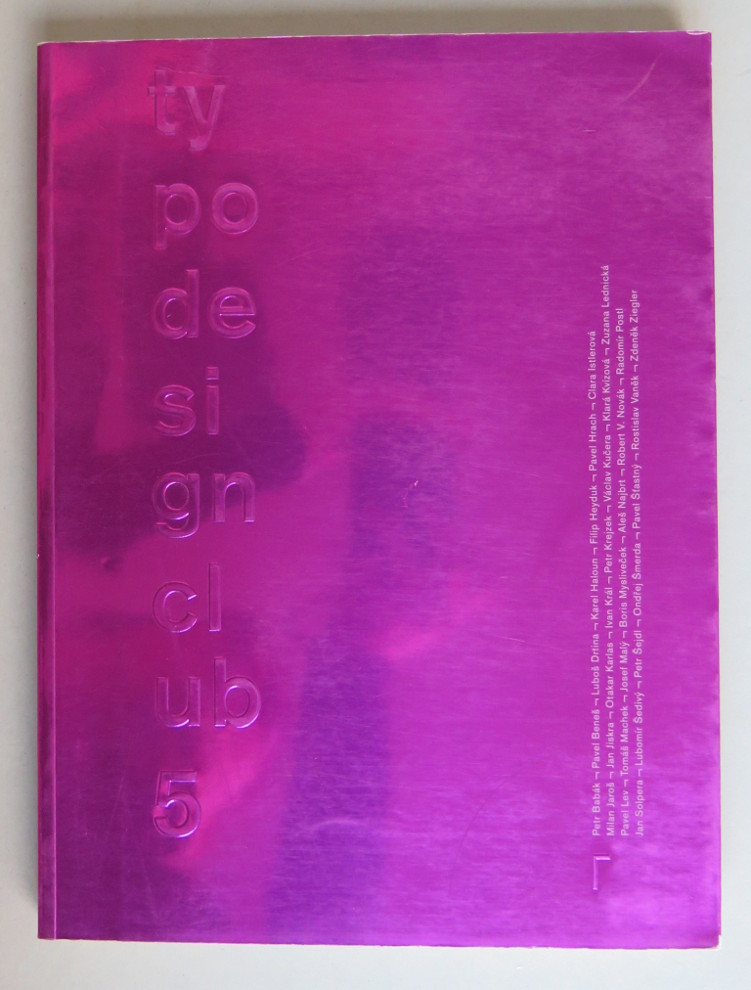 ty
po
de
si
gn
cl
ub
5
Petr Babák ¬ Pavel Beneš ¬ Luboš Drtina ¬ Karel Haloun ¬ Filip Heyduk ¬ Pavel Hrach ¬ Clara Istlerová
Milan Jaroš ¬ Jan Jiskra ¬ Otakar Karlas ¬ Ivan Král ¬ Petr Krejzek ¬ Václav Kučera ¬ Klará Kvízová ¬ Zuzana Lednická
Pavel Lev ¬ Tomáš Machek ¬ Josef Malý ¬ Boris Mysliveček ¬ Aleš Najbrt ¬ Robert V. Novák ¬ Radomír Postl
Jan Solpera ¬ Lubomír Šedivý ¬ Petr Šejdl ¬ Ondřej Šmerda ¬ Pavel Šťastný ¬ Rostislav Vaněk ¬ Zdeněk Ziegler